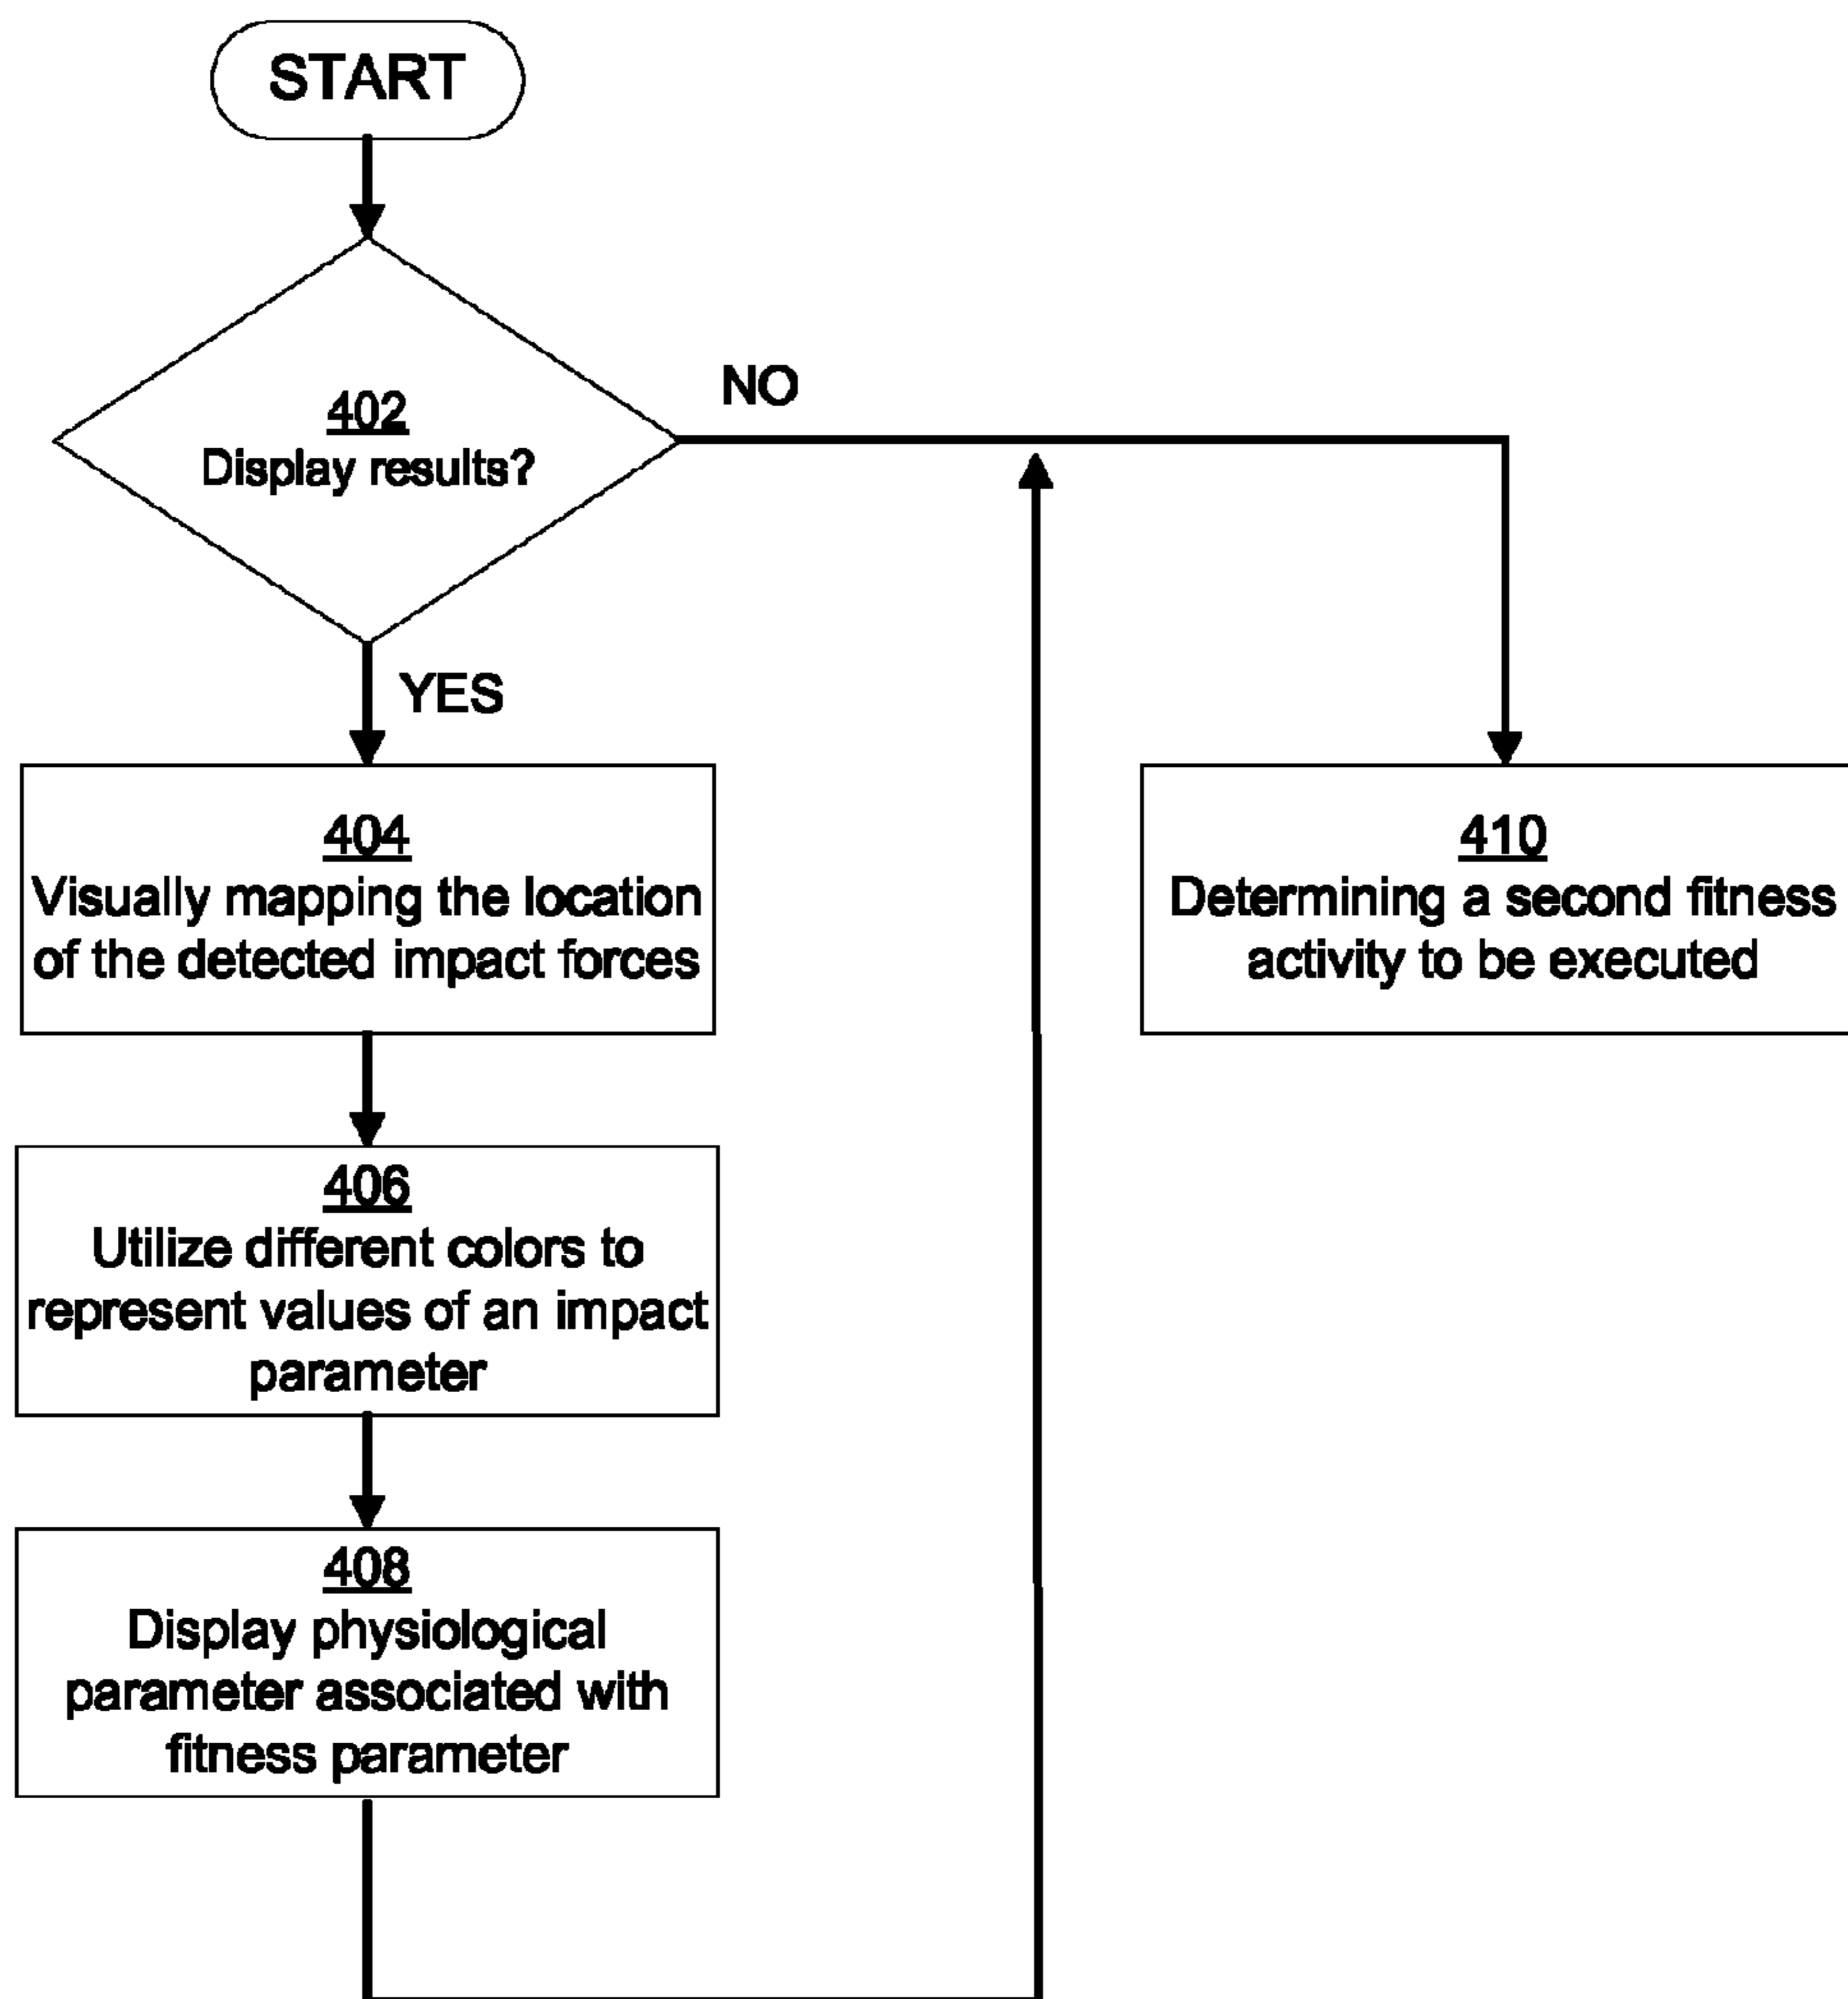 START
402
Display results?
NO
YES
404
Visually mapping the location
of the detected impact forces
410
Determining a second fitness
activity to be executed
406
Utilize different colors to
represent values of an impact
parameter
408
Display physiological
parameter associated with
fitness parameter